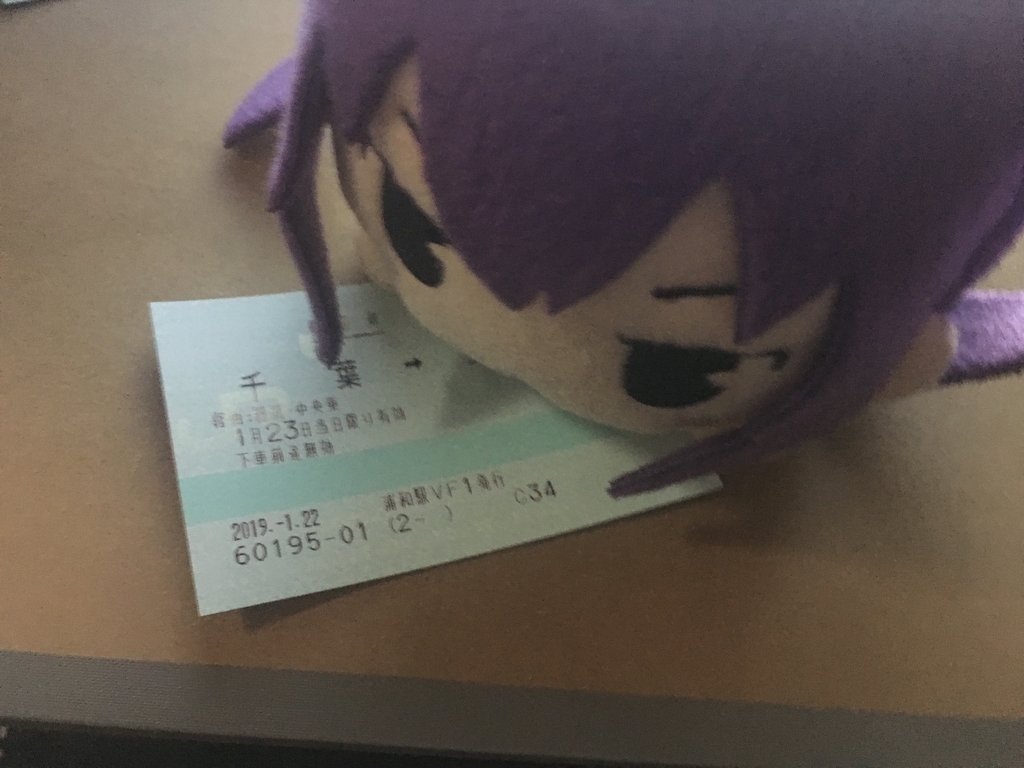 千 葉 →
経由:総武・中央東
1月23日当日限り有効
下車前途無効
2019.-1.22 浦和駅VF1発行
60195-01 (2- ) C34